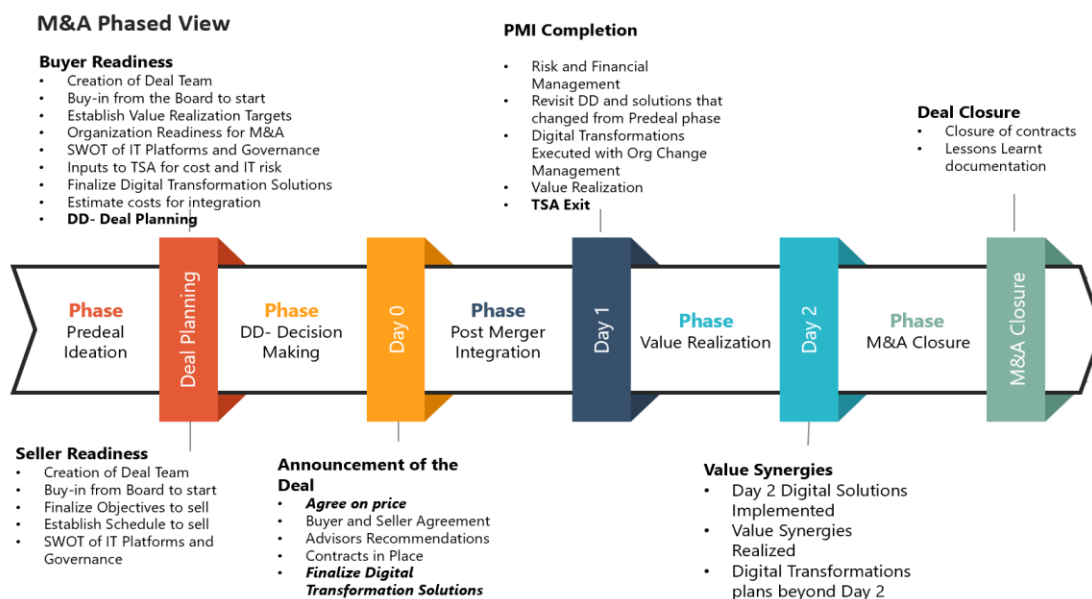 M&A Phased View
Buyer Readiness
• Creation of Deal Team
• Buy-in from the Board to start
• Establish Value Realization Targets
• Organization Readiness for M&A
• SWOT of IT Platforms and Governance
• Inputs to TSA for cost and IT risk
• Finalize Digital Transformation Solutions
• Estimate costs for integration
• DD- Deal Planning
PMI Completion
• Risk and Financial
Management
• Revisit DD and solutions that
changed from Predeal phase
• Digital Transformations
Executed with Org Change
Management
• Value Realization
• TSA Exit
Deal Closure
• Closure of contracts
• Lessons Learnt
documentation
Phase
Predeal
Ideation
Deal Planning
Phase
DD- Decision
Making
Day 0
Phase
Post Merger
Integration
Day 1
Phase
Value Realization
Day 2
Phase
M&A Closure
M&A Closure
Seller Readiness
• Creation of Deal Team
• Buy-in from Board to start
• Finalize Objectives to sell
• Establish Schedule to sell
• SWOT of IT Platforms and
Governance
Announcement of the
Deal
• Agree on price
• Buyer and Seller Agreement
• Advisors Recommendations
• Contracts in Place
• Finalize Digital
Transformation Solutions
Value Synergies
• Day 2 Digital Solutions
Implemented
• Value Synergies
Realized
• Digital Transformations
plans beyond Day 2